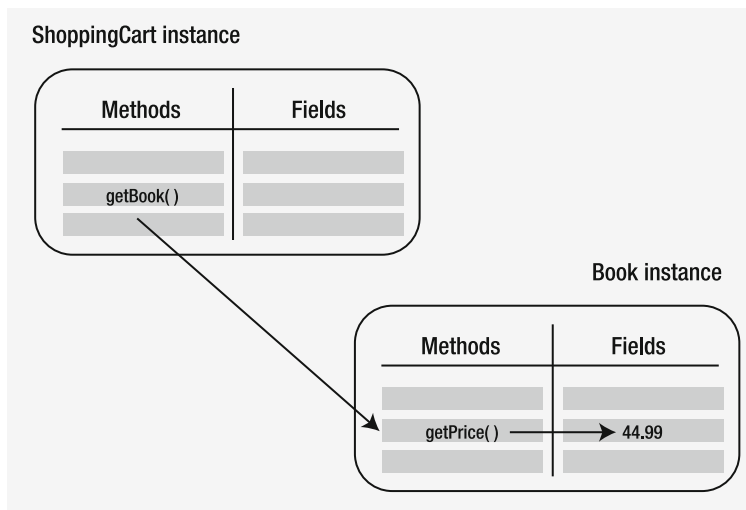 ShoppingCart instance
Methods Fields
getBook( )
Book instance
Methods Fields
getPrice( ) 44.99